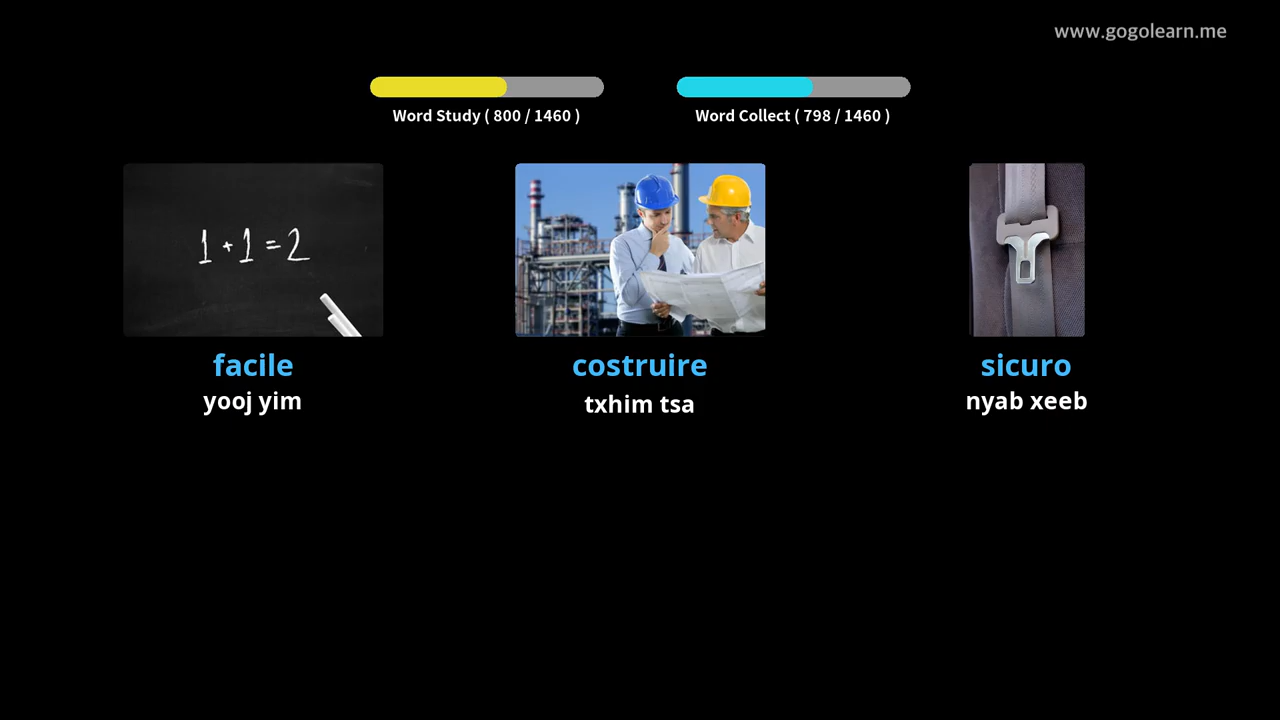 www.gogolearn.me
Word Study ( 800 / 1460 )
Word Collect ( 798 / 1460 )
1 + 1 = 2
facile
yooj yim
costruire
txhim tsa
sicuro
nyab xeeb